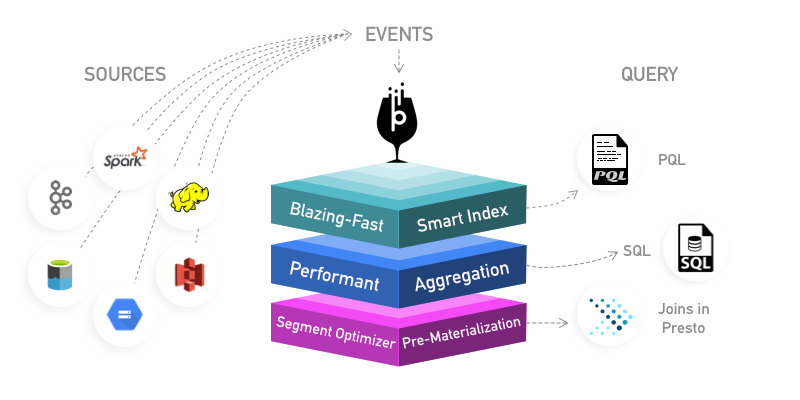 EVENTS
SOURCES
QUERY
APACHE
Spark
PQL
PQL
Blazing-Fast
Smart Index
SQL
SQL
Performant
Aggregation
Segment Optimizer
Pre-Materialization
Joins in
Presto